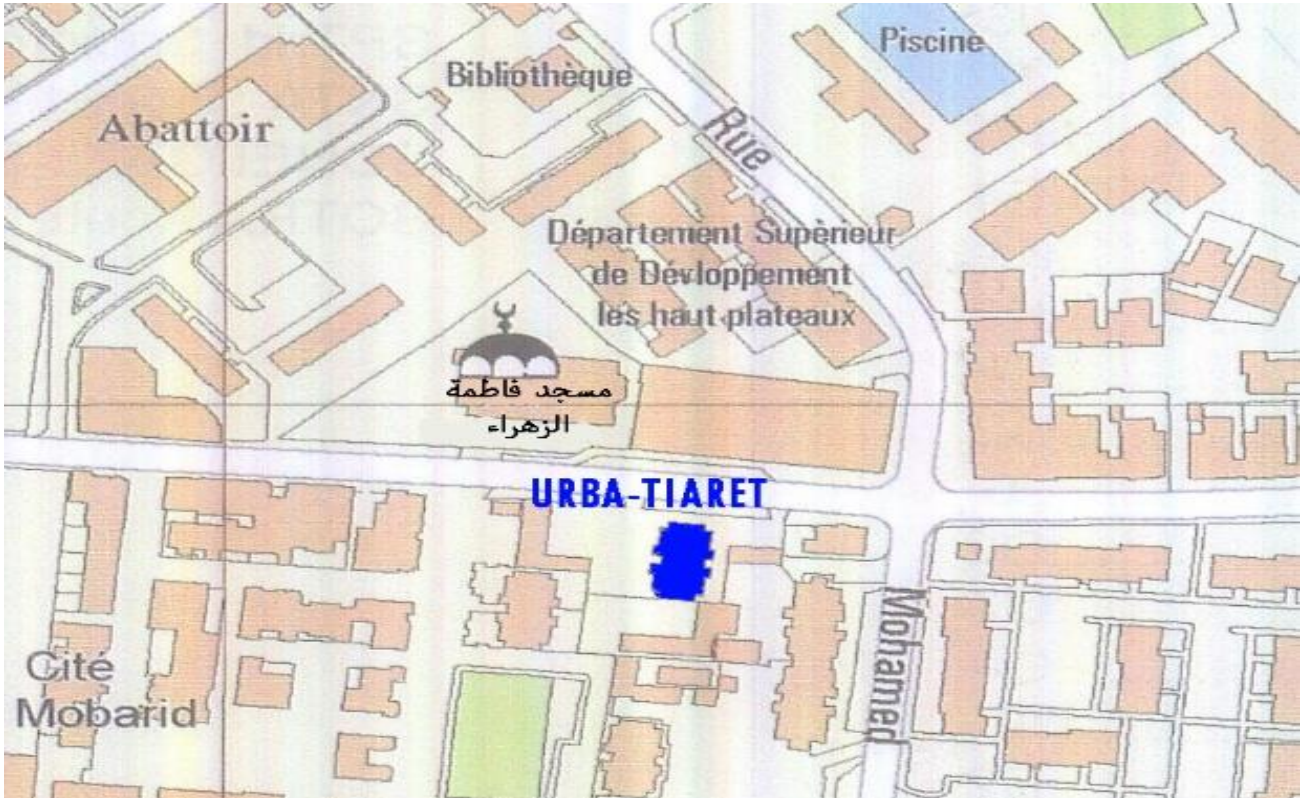 Piscine
Bibliothèque
Abattoir
Rue
Département Supèrieur
de Dévloppement
les haut plateaux
مسجد فاطمة
الزهراء
URBA-TIARET
Mohamed
Cité
Mobarid